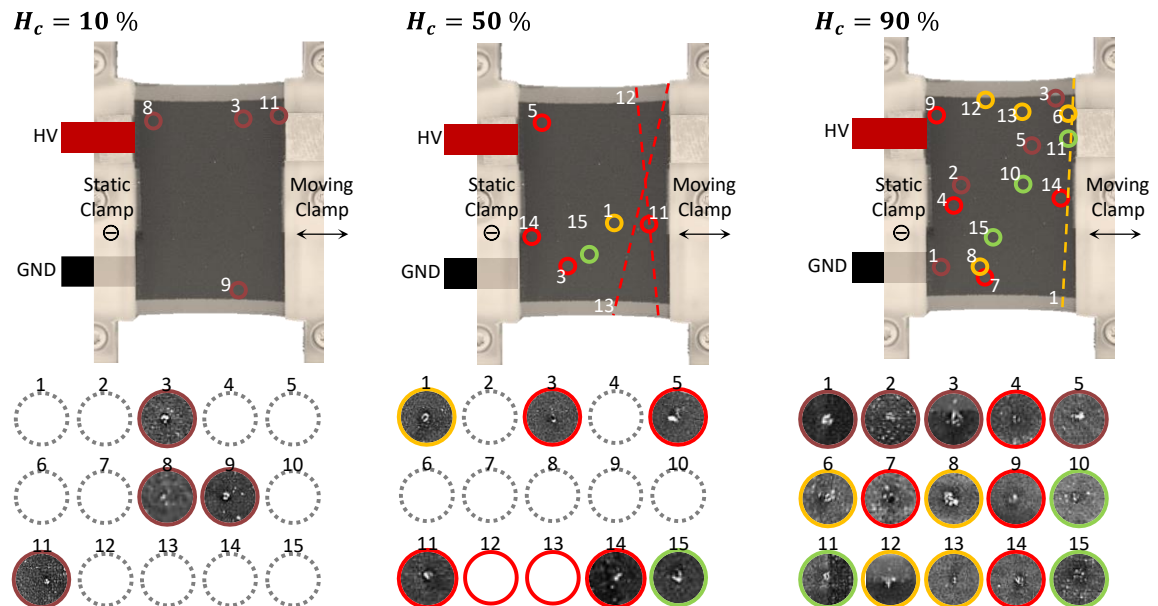 H_c = 10 %
H_c = 50 %
H_c = 90 %
8
3
11
HV
Static
Clamp
Moving
Clamp
GND
9
5
12
HV
Static
Clamp
Moving
Clamp
14
15
1
11
GND
3
13
9
12
13
3
6
HV
5
11
2
10
14
Static
Clamp
4
Moving
Clamp
15
GND
1
8
7
1
1 2 3 4 5
6 7 8 9 10
11 12 13 14 15
1 2 3 4 5
6 7 8 9 10
11 12 13 14 15
1 2 3 4 5
6 7 8 9 10
11 12 13 14 15